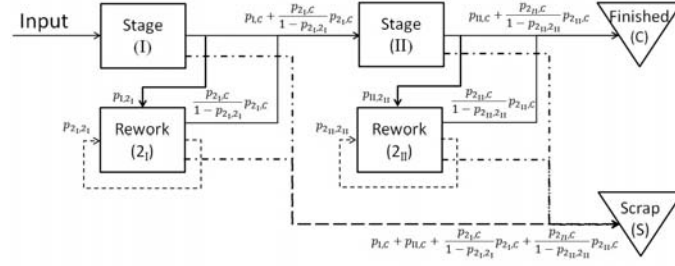 Input
Stage
(I)
p_{I,C} + \frac{p_{2_I,C}}{1 - p_{2_I,2_I}} p_{2_I,C}
Stage
(II)
p_{II,C} + \frac{p_{2_{II},C}}{1 - p_{2_{II},2_{II}}} p_{2_{II},C}
Finished
(C)
p_{I,2_I}
\frac{p_{2_I,C}}{1 - p_{2_I,2_I}} p_{2_I,C}
p_{II,2_{II}}
\frac{p_{2_{II},C}}{1 - p_{2_{II},2_{II}}} p_{2_{II},C}
p_{2_I,2_I}
Rework
(2_I)
p_{2_{II},2_{II}}
Rework
(2_{II})
Scrap
(S)
p_{I,C} + p_{II,C} + \frac{p_{2_I,C}}{1 - p_{2_I,2_I}} p_{2_I,C} + \frac{p_{2_{II},C}}{1 - p_{2_{II},2_{II}}} p_{2_{II},C}